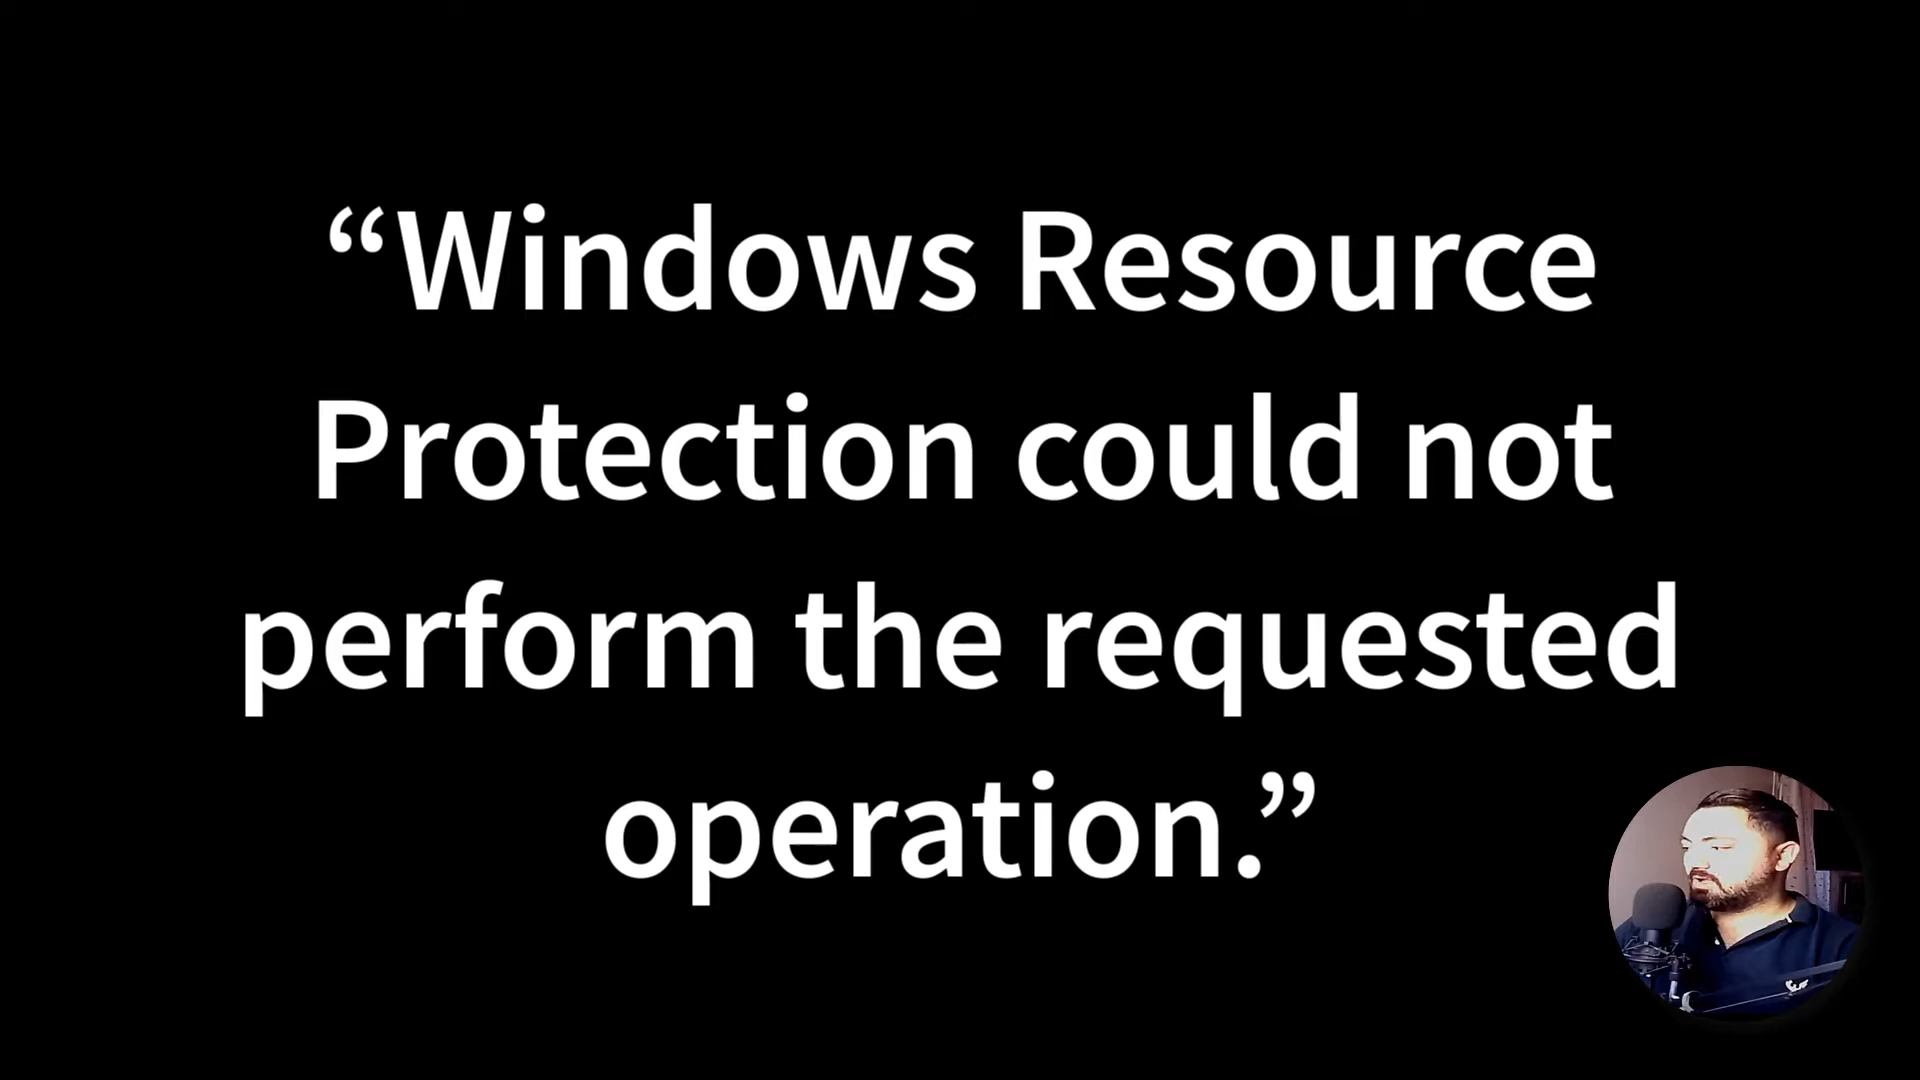 “Windows Resource
Protection could not
perform the requested
operation.”